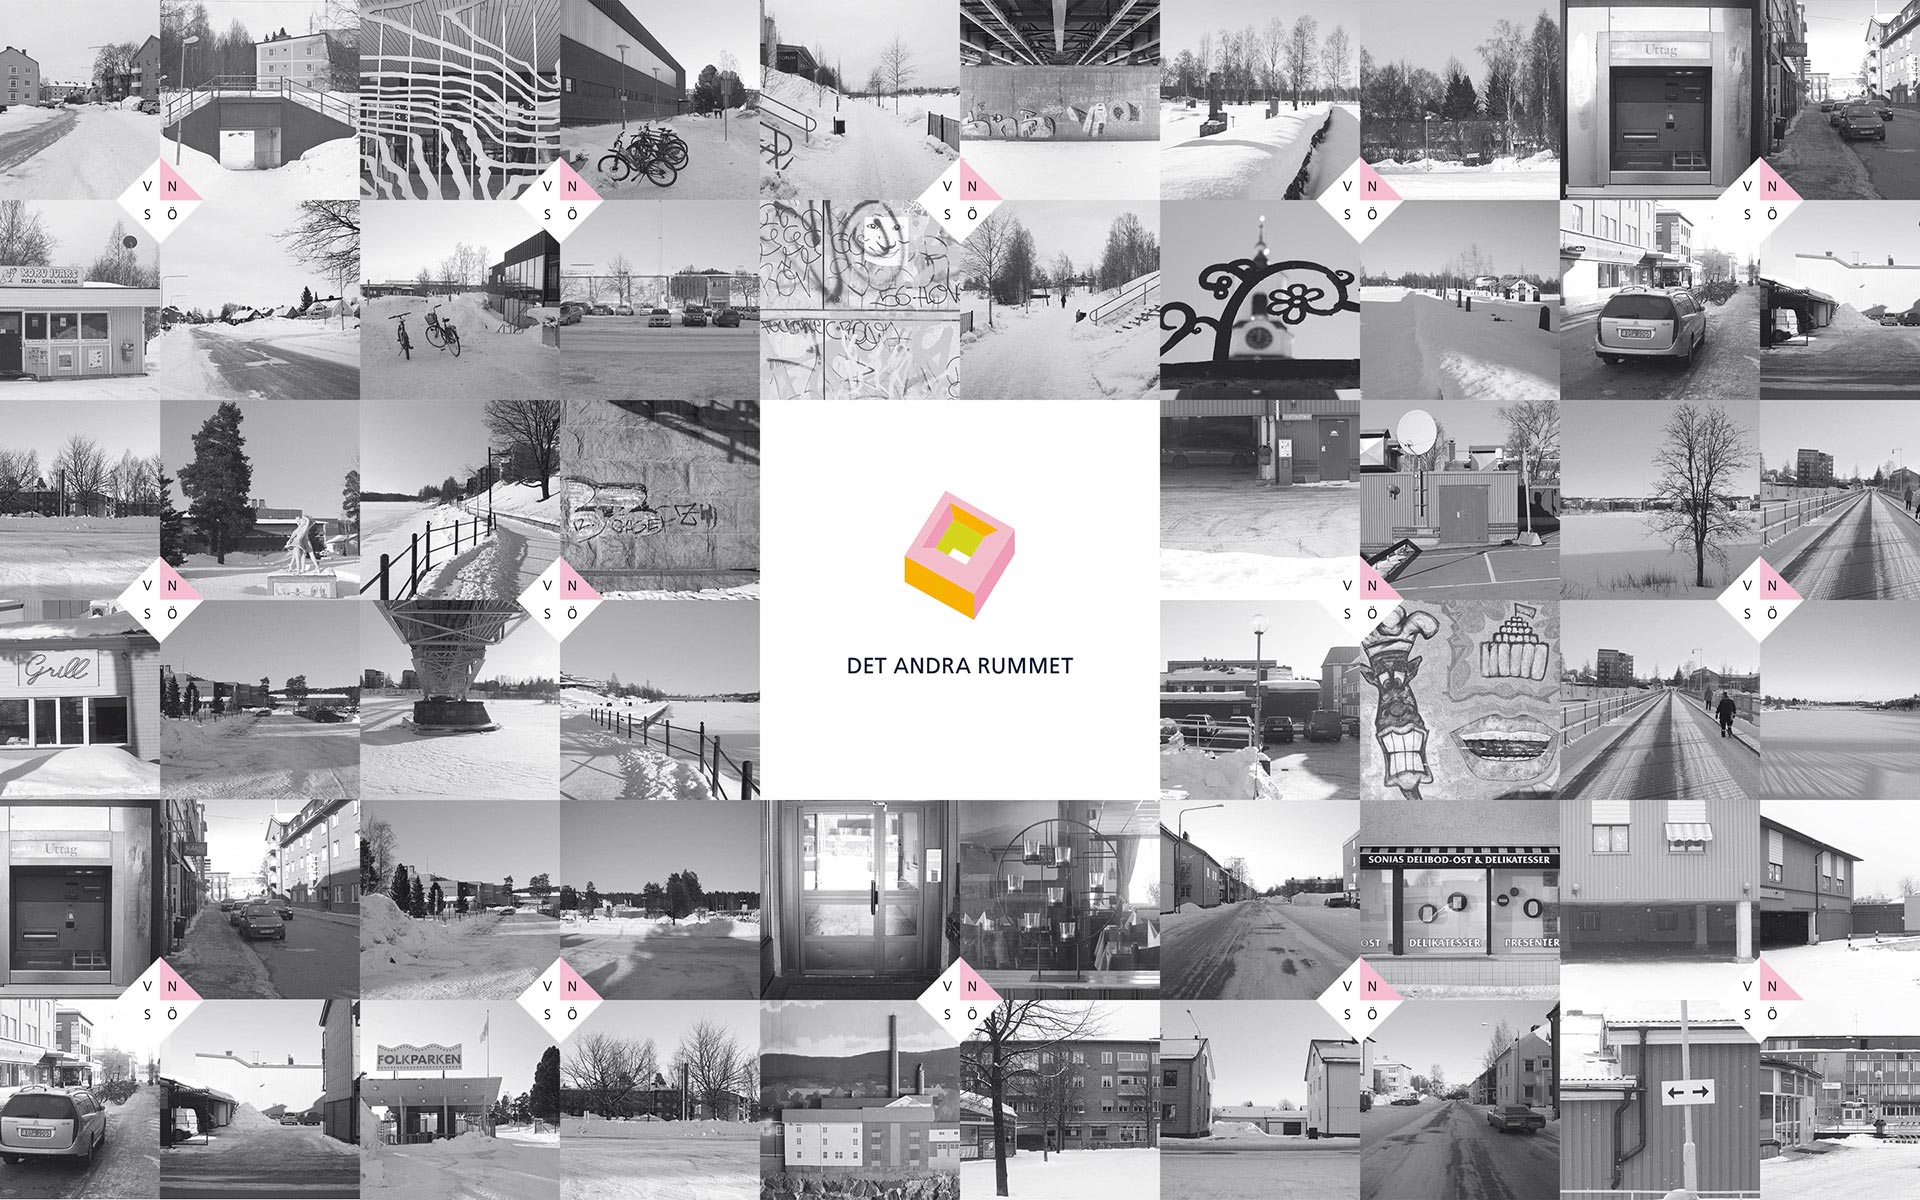 Uttag
V N
S Ö
V N
S Ö
V N
S Ö
V N
S Ö
V N
S Ö
KORV IVARS
PIZZA · GRILL · KEBAB
DET ANDRA RUMMET
V N
S Ö
V N
S Ö
V N
S Ö
V N
S Ö
Grill
Uttag
SONIAS DELIBOD-OST & DELIKATESSER
OST DELIKATESSER PRESENTER
V N
S Ö
V N
S Ö
V N
S Ö
V N
S Ö
V N
S Ö
FOLKPARKEN